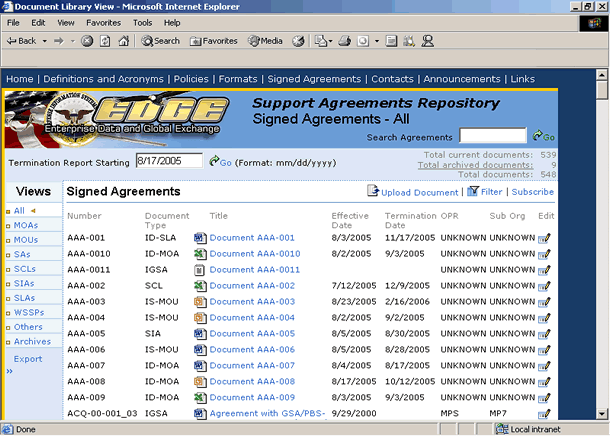 Document Library View - Microsoft Internet Explorer
File Edit View Favorites Tools Help
Back Search Favorites Media
Home | Definitions and Acronyms | Policies | Formats | Signed Agreements | Contacts | Announcements | Links
EDGE
Enterprise Data and Global Exchange
Support Agreements Repository
Signed Agreements - All
Search Agreements Go
Termination Report Starting 8/17/2005 Go (Format: mm/dd/yyyy)
Total current documents: 539
Total archived documents: 9
Total documents: 548
Views
All
MOAs
MOUs
SAs
SCLs
SIAs
SLAs
WSSPs
Others
Archives
Export
»
Signed Agreements
Upload Document | Filter | Subscribe
Number Document Type Title Effective Date Termination Date OPR Sub Org Edit
AAA-001 ID-SLA Document AAA-001 8/3/2005 11/17/2005 UNKNOWN UNKNOWN
AAA-0010 ID-MOA Document AAA-0010 8/2/2005 9/3/2005 UNKNOWN UNKNOWN
AAA-0011 IGSA Document AAA-0011 UNKNOWN UNKNOWN
AAA-002 SCL Document AAA-002 7/12/2005 12/9/2005 UNKNOWN UNKNOWN
AAA-003 IS-MOU Document AAA-003 8/23/2005 2/16/2006 UNKNOWN UNKNOWN
AAA-004 IS-MOU Document AAA-004 8/2/2005 9/2/2005 UNKNOWN UNKNOWN
AAA-005 SIA Document AAA-005 8/5/2005 8/30/2005 UNKNOWN UNKNOWN
AAA-006 IS-MOU Document AAA-006 8/5/2005 8/28/2005 UNKNOWN UNKNOWN
AAA-007 ID-MOA Document AAA-007 8/4/2005 8/17/2005 UNKNOWN UNKNOWN
AAA-008 ID-MOA Document AAA-008 8/17/2005 10/12/2005 UNKNOWN UNKNOWN
AAA-009 ID-MOA Document AAA-009 8/3/2005 9/3/2005 UNKNOWN UNKNOWN
ACQ-00-001_03 IGSA Agreement with GSA/PBS- 9/29/2000 MPS MP7
Done Local intranet